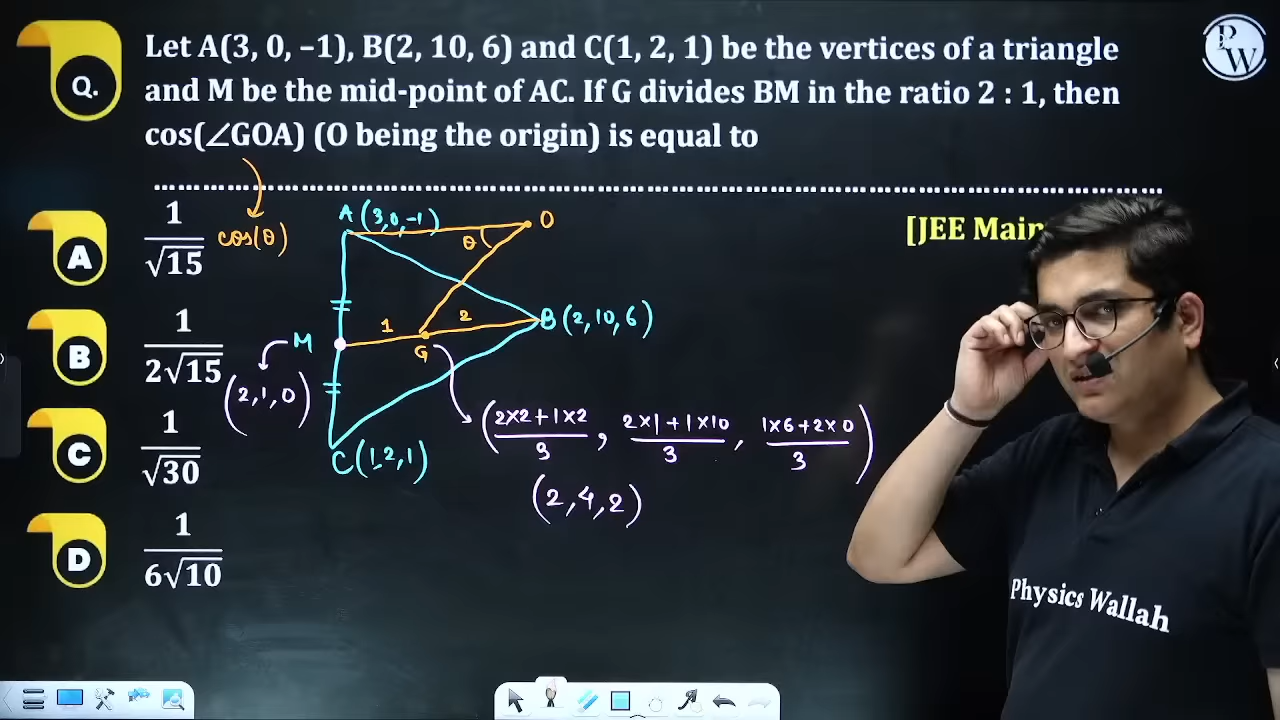 Q.
Let A(3, 0, –1), B(2, 10, 6) and C(1, 2, 1) be the vertices of a triangle
and M be the mid-point of AC. If G divides BM in the ratio 2 : 1, then
cos(∠GOA) (O being the origin) is equal to
PW
[JEE Main
A 1/√15
B 1/2√15
C 1/√30
D 1/6√10
cos(θ)
A (3,0,-1)
O
θ
B (2,10,6)
M
1
2
G
(2,1,0)
C (1,2,1)
(2×2+1×2/3, 2×1+1×10/3, 1×6+2×0/3)
(2,4,2)
Physics Wallah